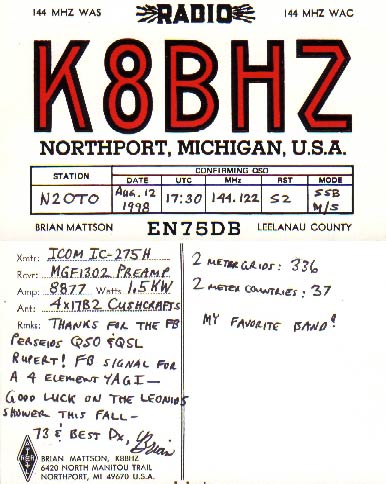 144 MHZ WAS RADIO 144 MHZ WAC
K8BHZ
NORTHPORT, MICHIGAN, U.S.A.
STATION CONFIRMING QSO
DATE UTC MHz RST MODE
N2OTO AUG. 12 1998 17:30 144.122 S2 SSB M/S
BRIAN MATTSON EN75DB LEELANAU COUNTY
Xmtr: ICOM IC-275H
Rcvr: MGF1302 PREAMP
Amp: 8877 Watts 1.5KW
Ant: 4x17B2 CUSHCRAFTS
Rmks: THANKS FOR THE FB
PERSEIDS QSO & QSL
RUPERT! FB SIGNAL FOR
A 4 ELEMENT YAGI—
GOOD LUCK ON THE LEONIDS
SHOWER THIS FALL—
73 & BEST DX, Brian
BRIAN MATTSON, K8BHZ
6420 NORTH MANITOU TRAIL
NORTHPORT, MI 49670 U.S.A.
2 METER GRIDS: 336
2 METER COUNTRIES: 37
MY FAVORITE BAND!